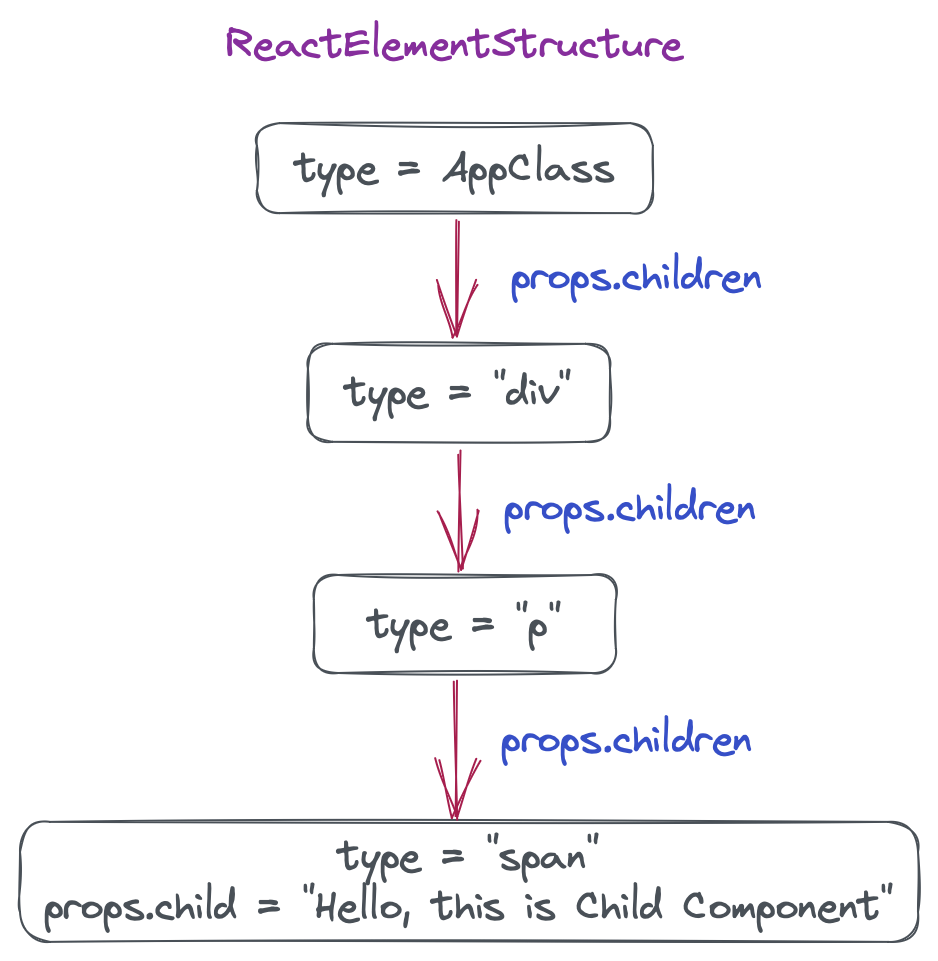 ReactElementStructure
type = AppClass
props.children
type = "div"
props.children
type = "p"
props.children
type = "span"
props.child = "Hello, this is Child Component"